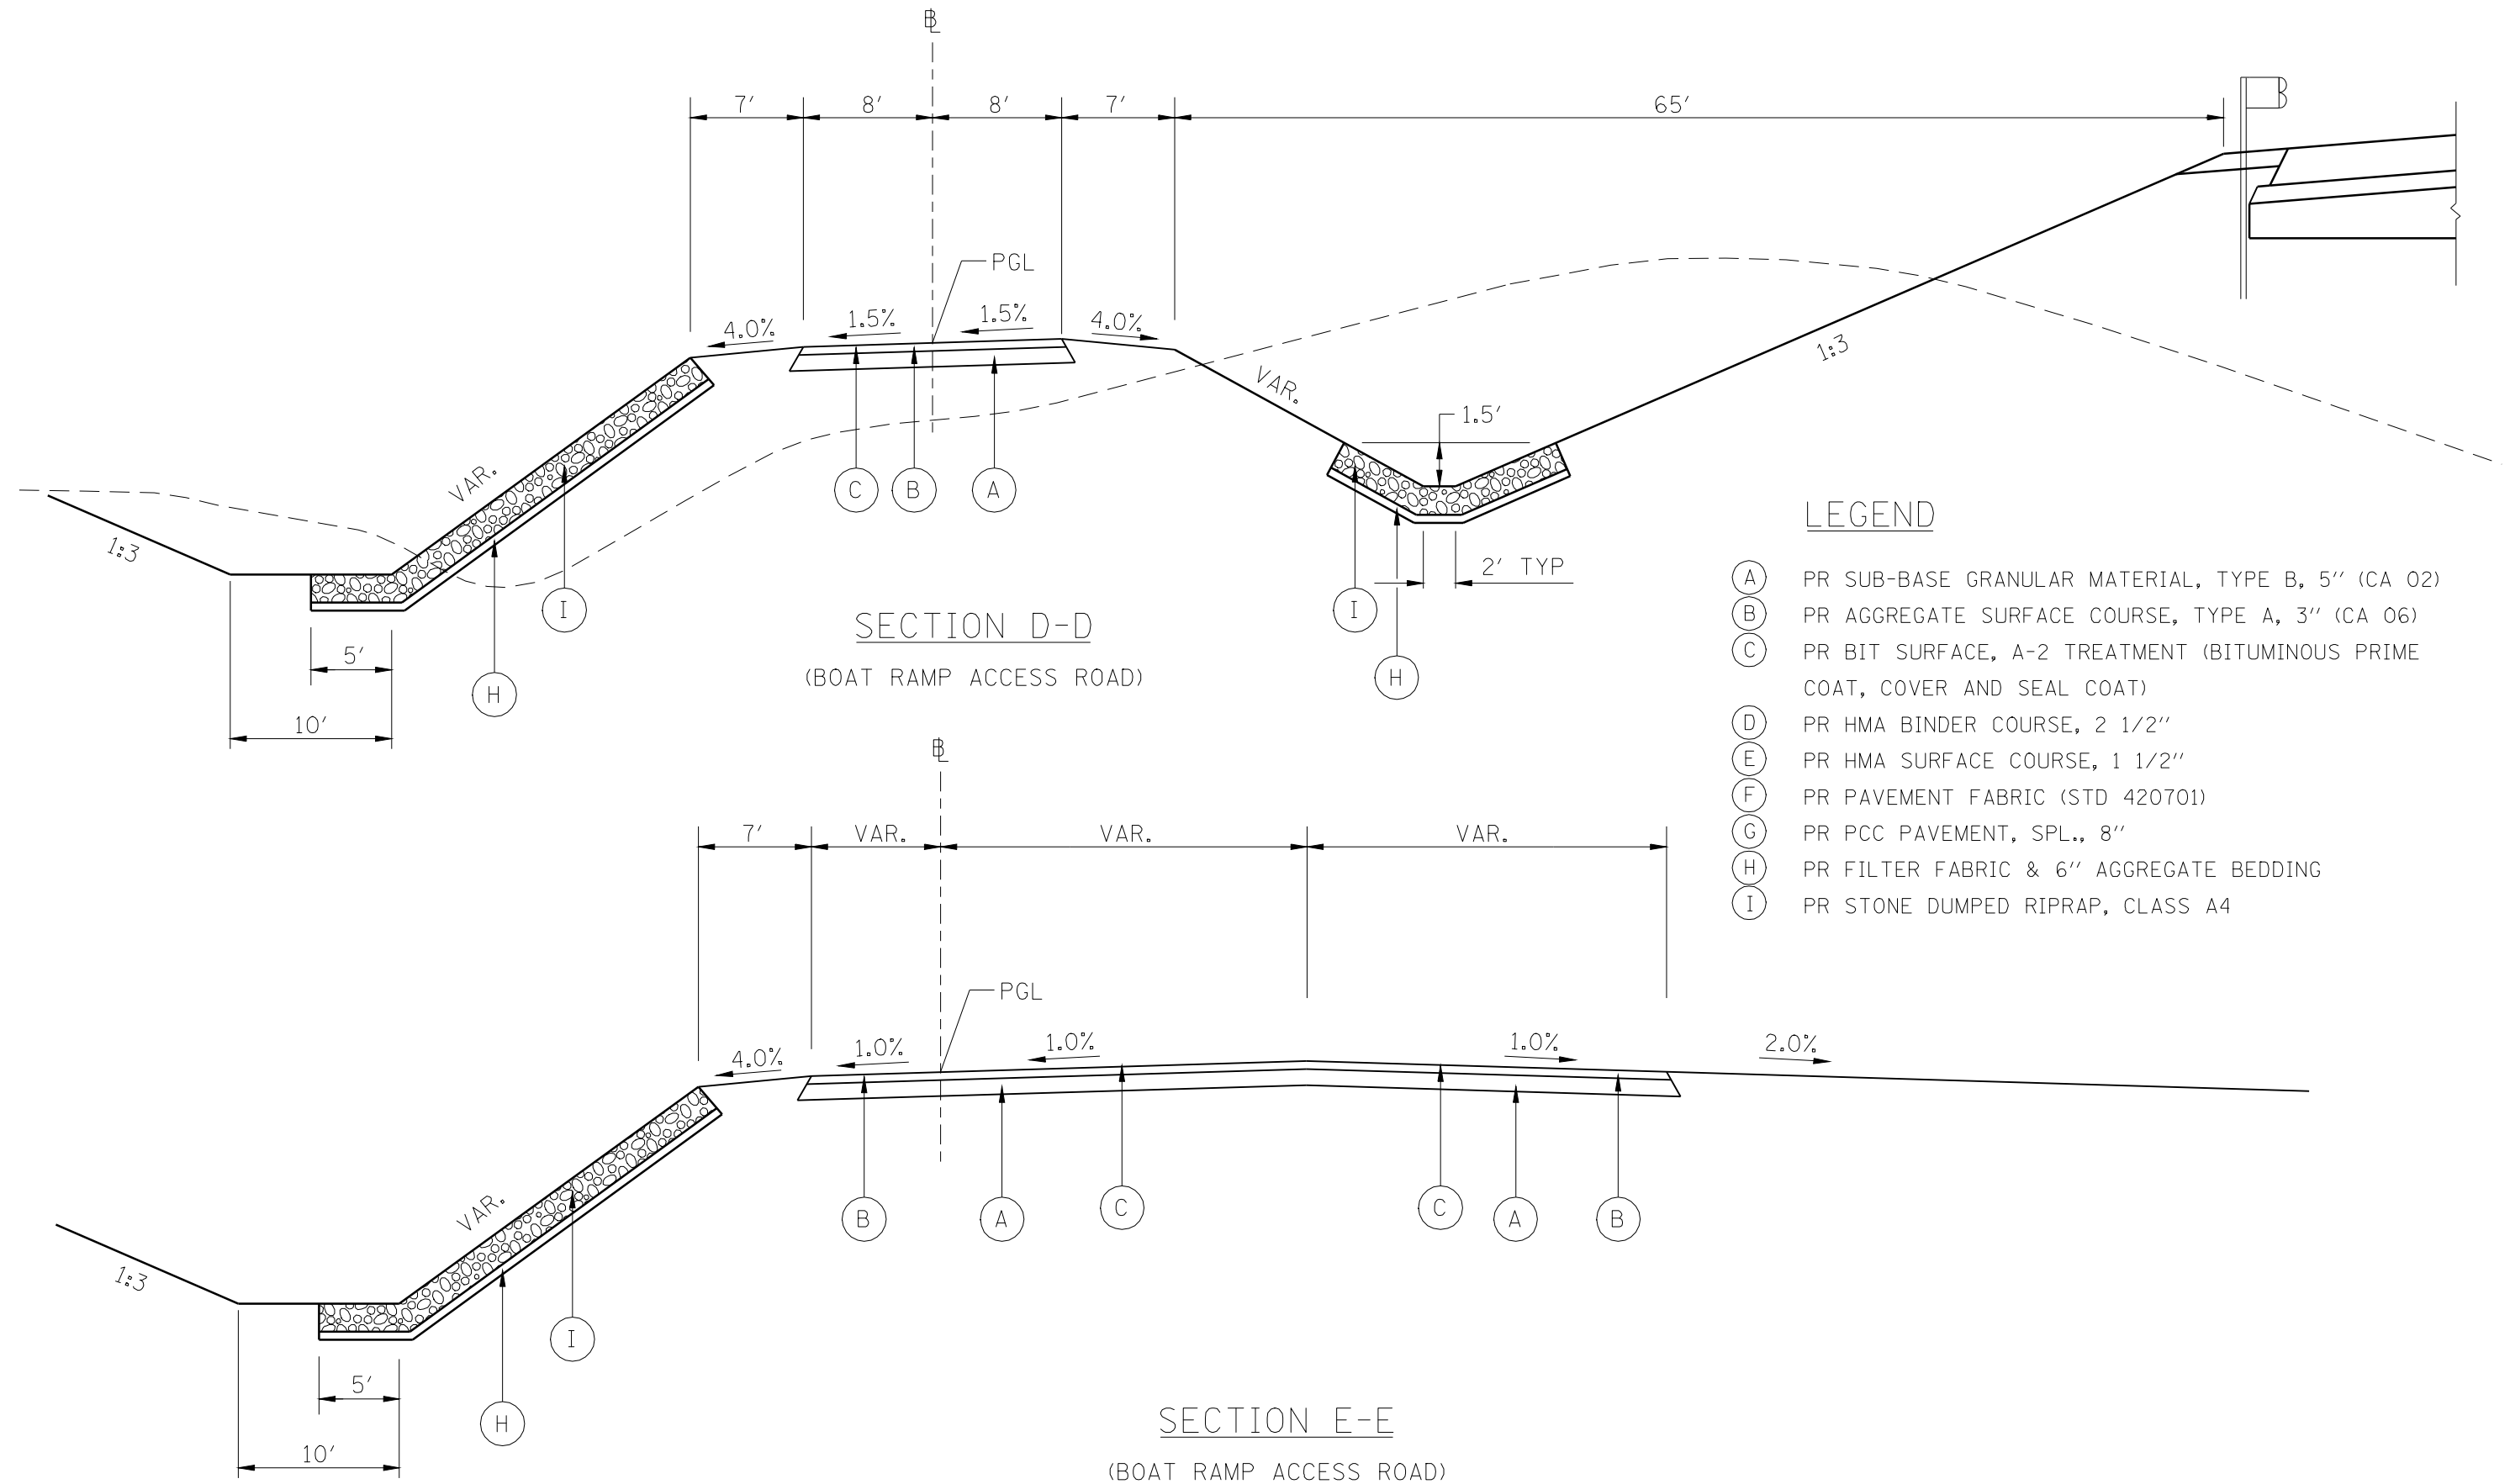 ℄
7' 8' 8' 7' 65'
PGL
4.0% 1.5% 1.5% 4.0%
VAR.
1:3
1.5'
VAR.
C B A
1:3
I
2' TYP
I
5'
H
H
10'
SECTION D-D
(BOAT RAMP ACCESS ROAD)
LEGEND
A PR SUB-BASE GRANULAR MATERIAL, TYPE B, 5" (CA 02)
B PR AGGREGATE SURFACE COURSE, TYPE A, 3" (CA 06)
C PR BIT SURFACE, A-2 TREATMENT (BITUMINOUS PRIME
COAT, COVER AND SEAL COAT)
D PR HMA BINDER COURSE, 2 1/2"
E PR HMA SURFACE COURSE, 1 1/2"
F PR PAVEMENT FABRIC (STD 420701)
G PR PCC PAVEMENT, SPL., 8"
H PR FILTER FABRIC & 6" AGGREGATE BEDDING
I PR STONE DUMPED RIPRAP, CLASS A4
℄
7' VAR. VAR. VAR.
PGL
4.0% 1.0% 1.0% 1.0% 2.0%
VAR.
B A C C A B
1:3
I
5'
H
10'
SECTION E-E
(BOAT RAMP ACCESS ROAD)